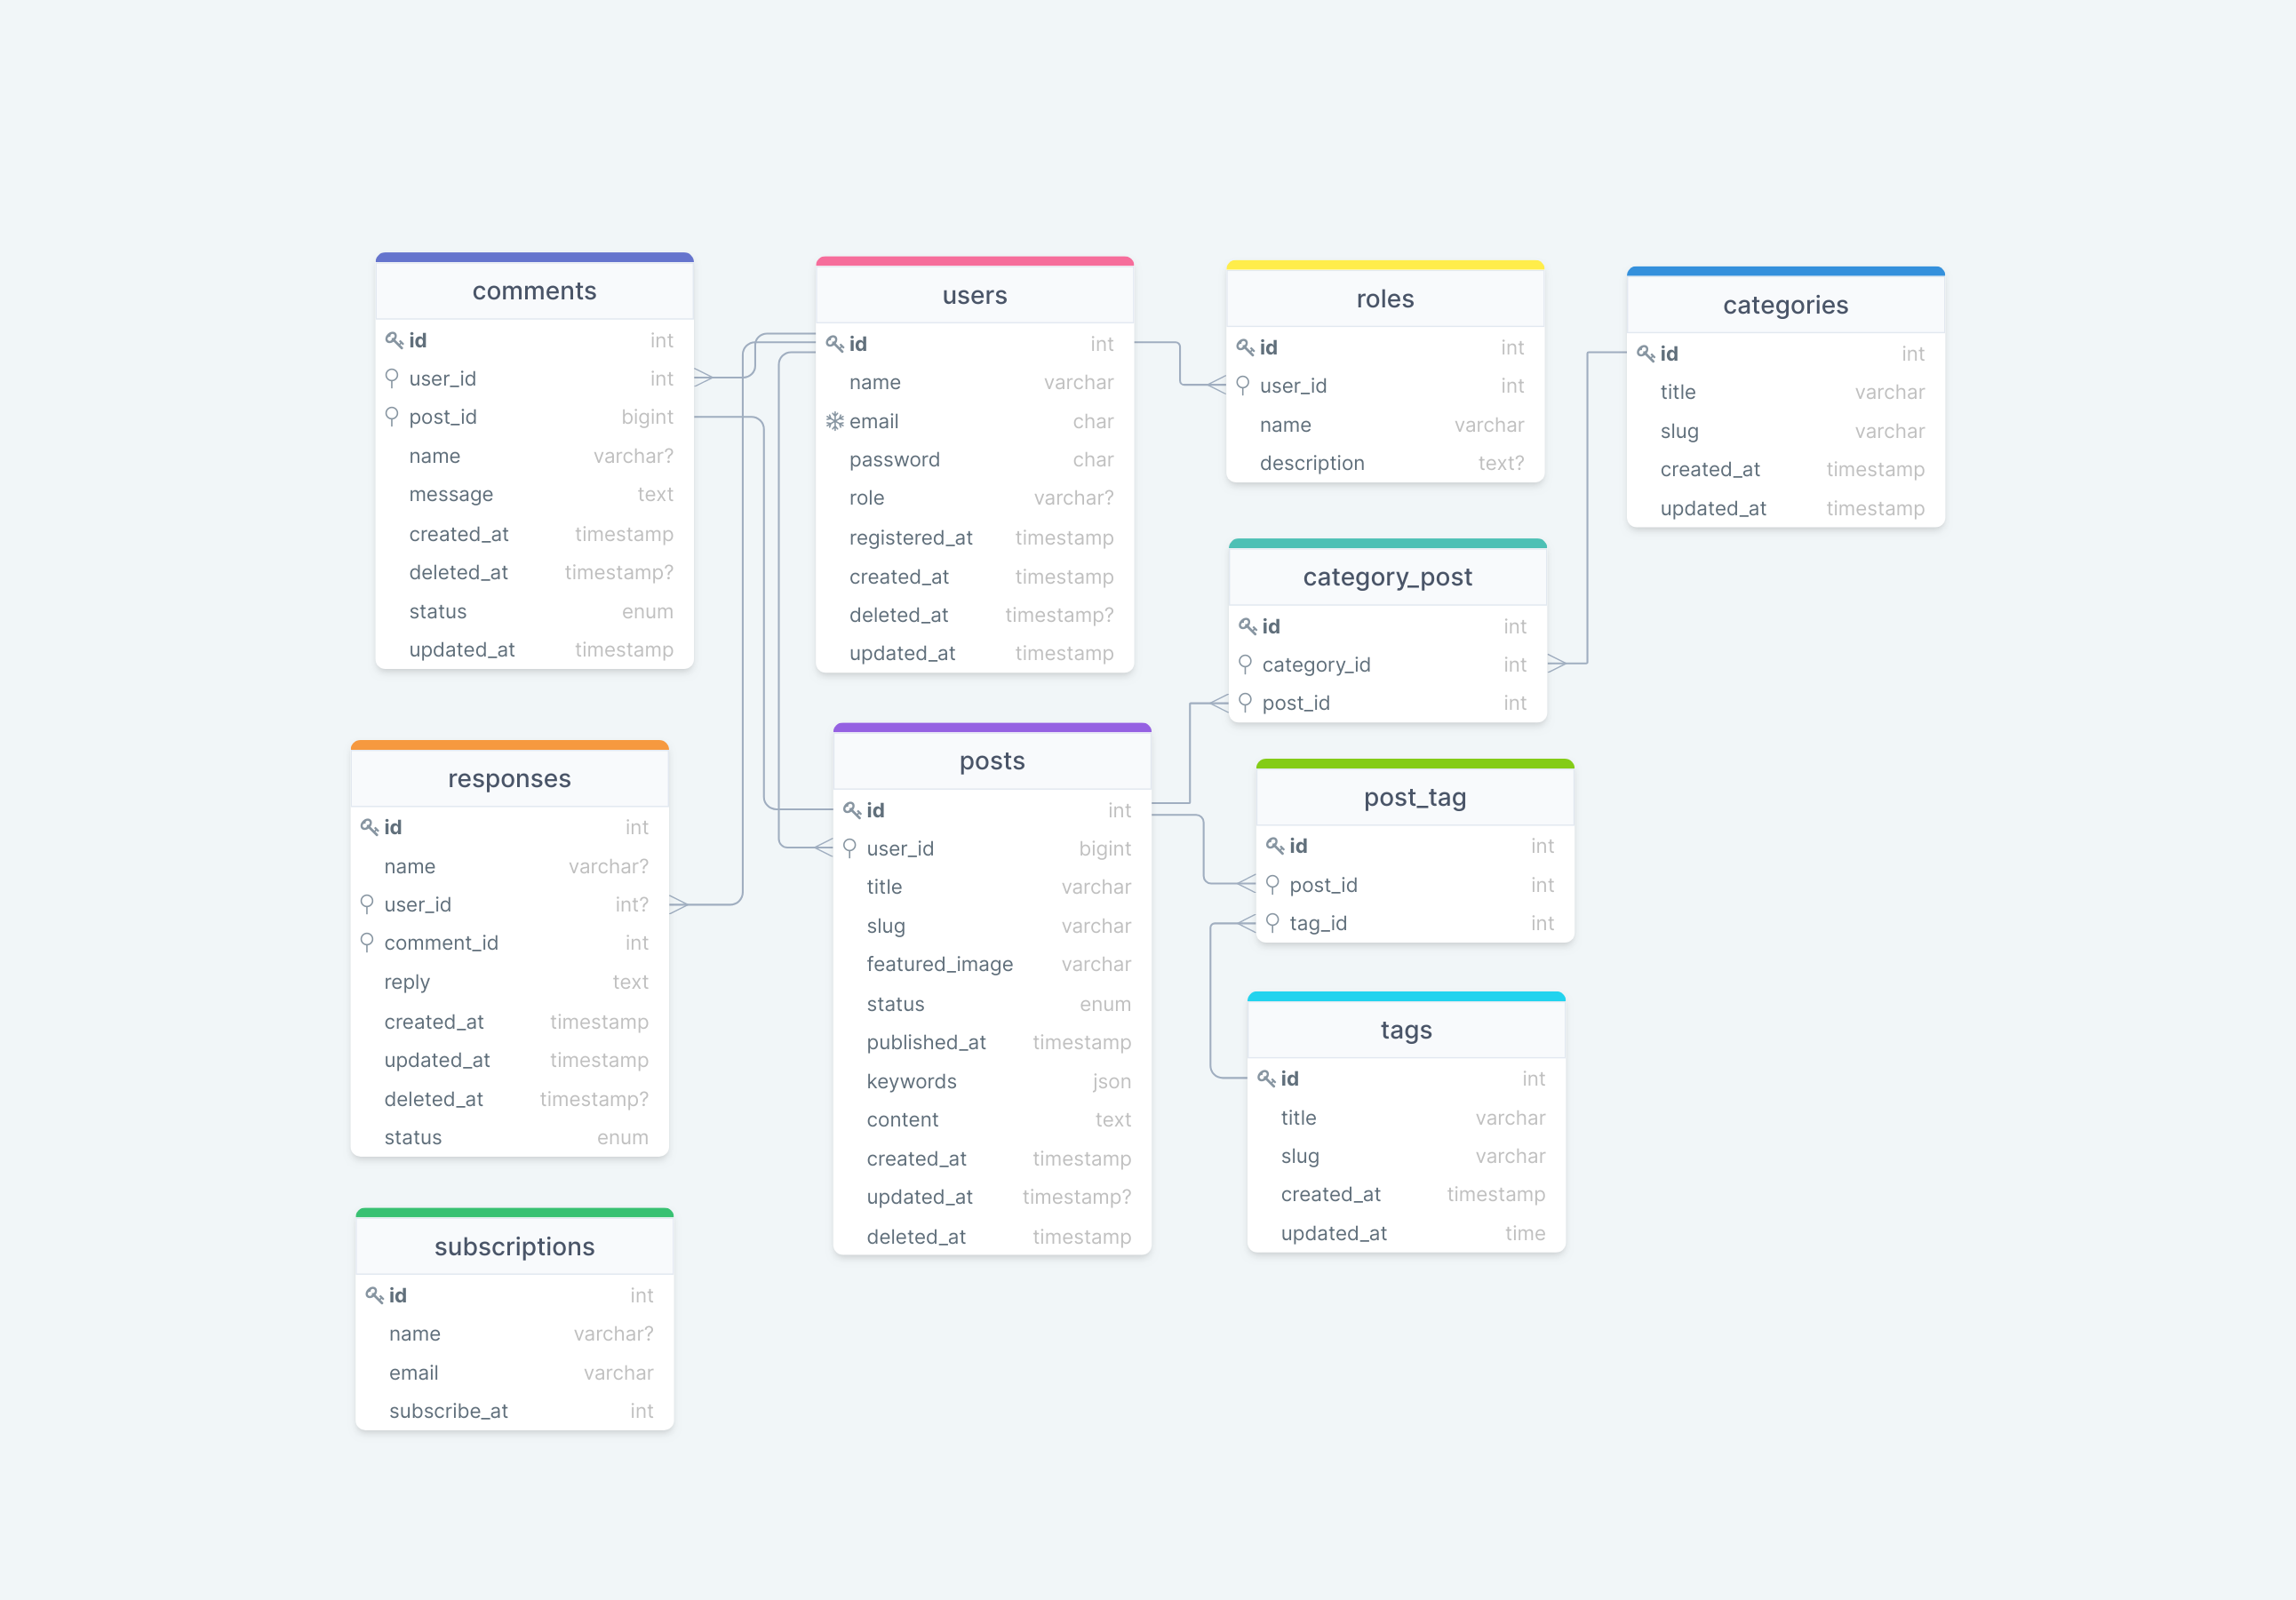 comments
id int
user_id int
post_id bigint
name varchar?
message text
created_at timestamp
deleted_at timestamp?
status enum
updated_at timestamp
users
id int
name varchar
email char
password char
role varchar?
registered_at timestamp
created_at timestamp
deleted_at timestamp?
updated_at timestamp
roles
id int
user_id int
name varchar
description text?
categories
id int
title varchar
slug varchar
created_at timestamp
updated_at timestamp
category_post
id int
category_id int
post_id int
responses
id int
name varchar?
user_id int?
comment_id int
reply text
created_at timestamp
updated_at timestamp
deleted_at timestamp?
status enum
posts
id int
user_id bigint
title varchar
slug varchar
featured_image varchar
status enum
published_at timestamp
keywords json
content text
created_at timestamp
updated_at timestamp?
deleted_at timestamp
post_tag
id int
post_id int
tag_id int
tags
id int
title varchar
slug varchar
created_at timestamp
updated_at time
subscriptions
id int
name varchar?
email varchar
subscribe_at int